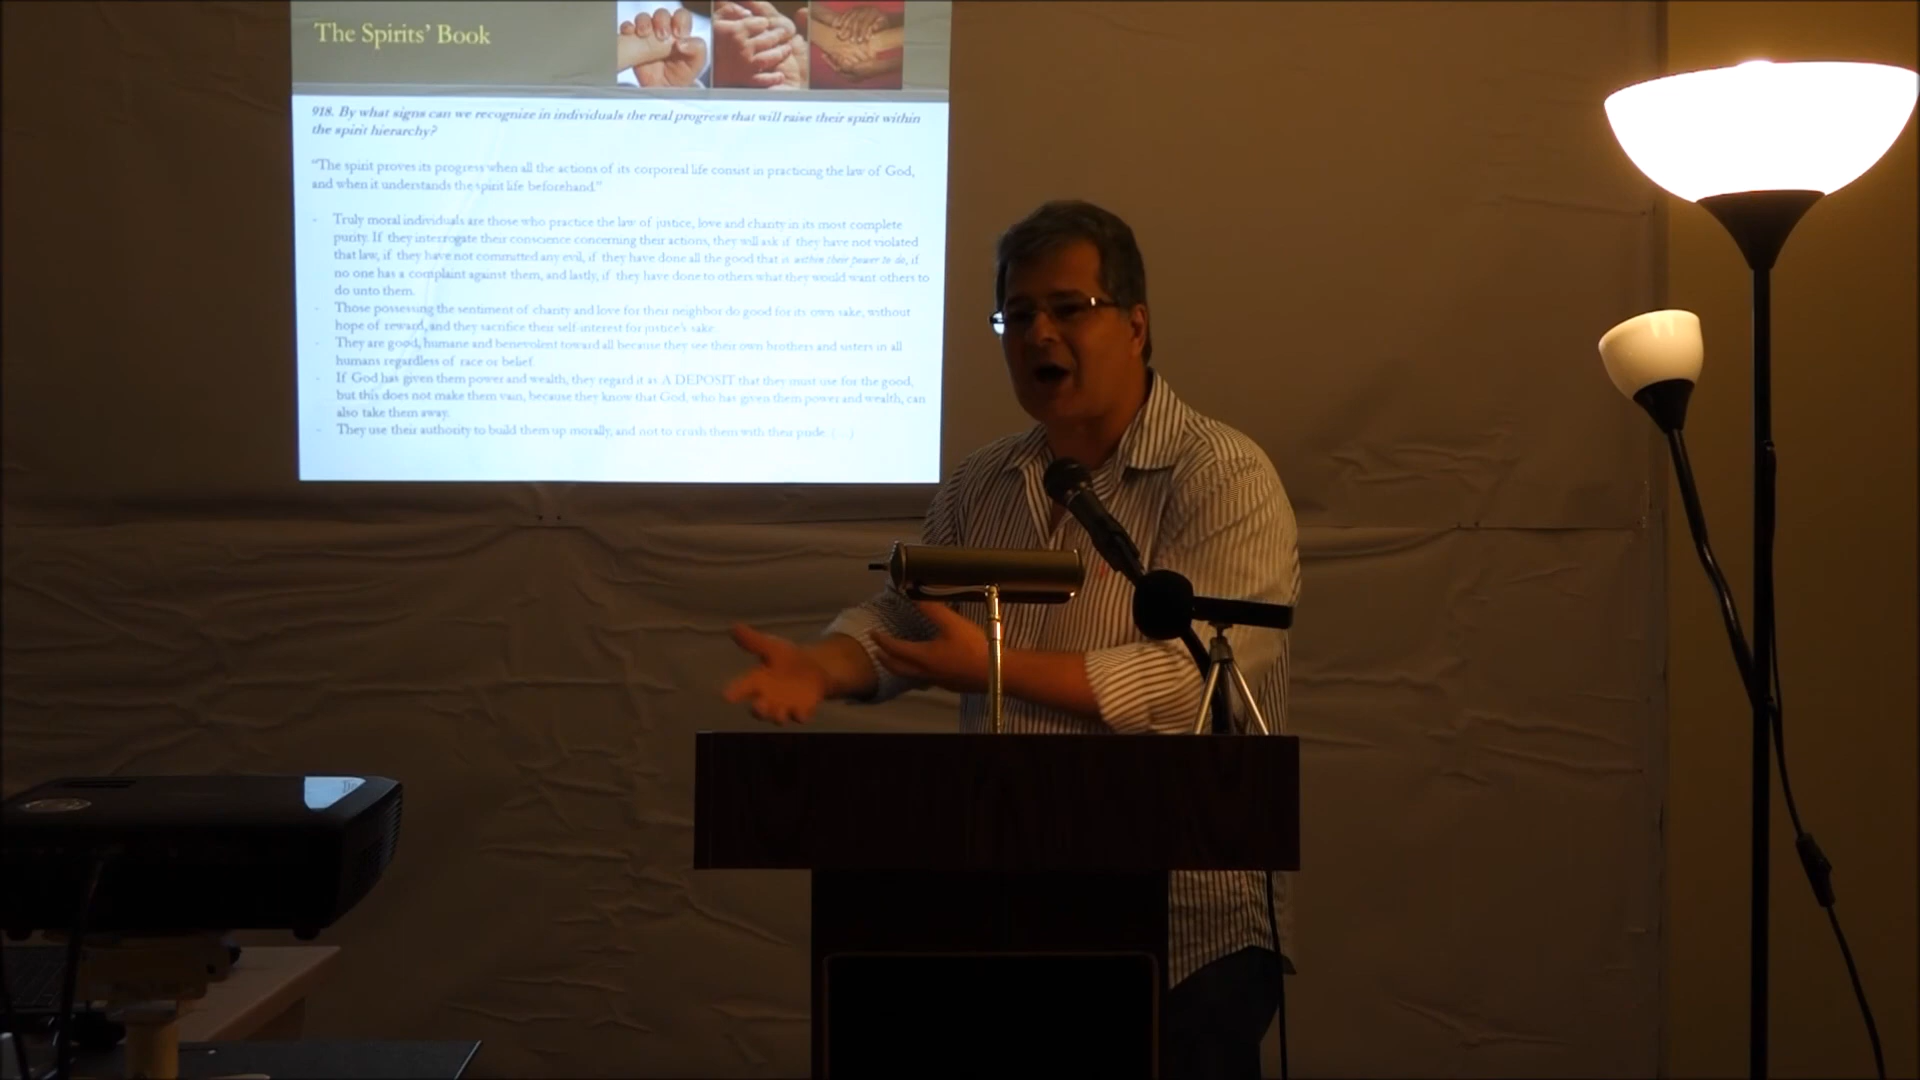 The Spirits' Book
918. By what signs can we recognize in individuals the real progress that will raise their spirit within
the spirit hierarchy?
"The spirit proves its progress when all the actions of its corporeal life consist in practicing the law of God,
and when it understands the spirit life beforehand."
- Truly moral individuals are those who practice the law of justice, love and charity in its most complete
purity. If they interrogate their conscience concerning their actions, they will ask if they have not violated
that law, if they have not committed any evil, if they have done all the good that is within their power to do, if
no one has a complaint against them, and lastly, if they have done to others what they would want others to
do unto them.
- Those possessing the sentiment of charity and love for their neighbor do good for its own sake, without
hope of reward, and they sacrifice their self-interest for justice's sake.
- They are good, humane and benevolent toward all because they see their own brothers and sisters in all
humans regardless of race or belief.
- If God has given them power and wealth, they regard it as A DEPOSIT that they must use for the good,
but this does not make them vain, because they know that God, who has given them power and wealth, can
also take them away.
- They use their authority to build them up morally, and not to crush them with their pride. (...)